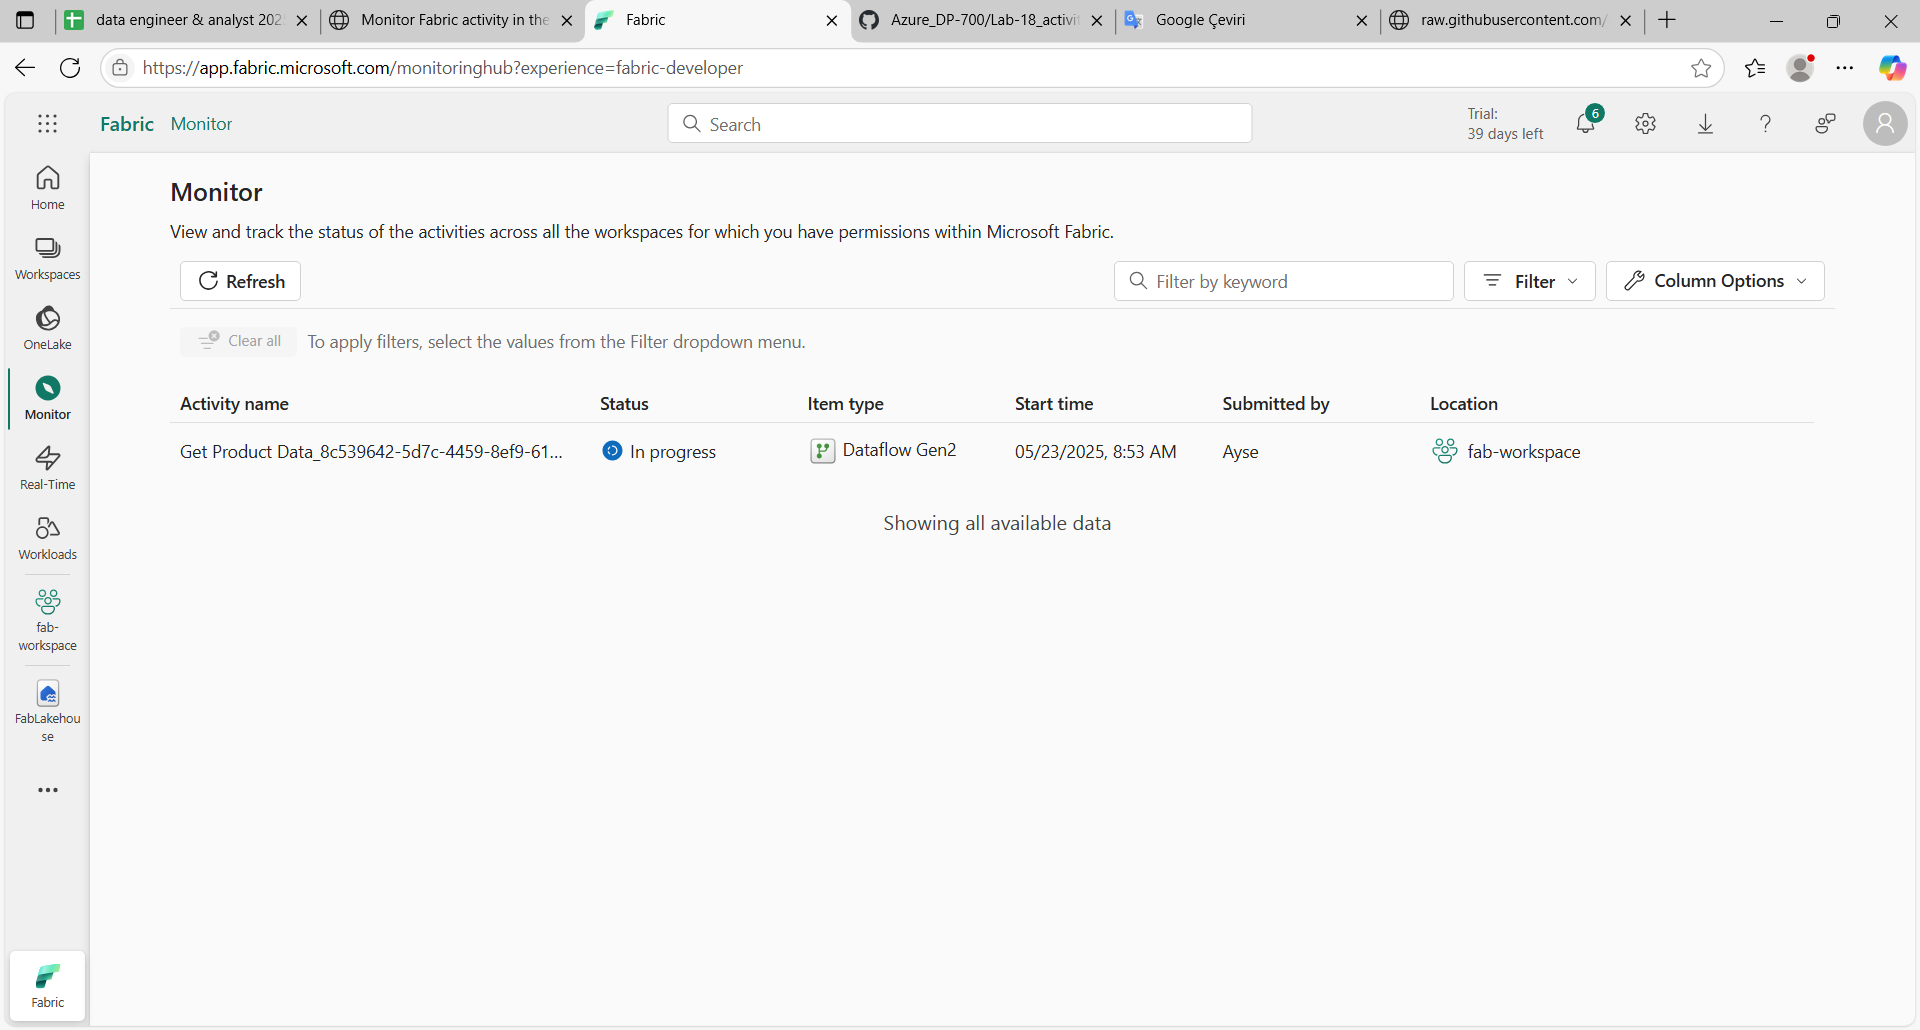 data engineer & analyst 202
Monitor Fabric activity in the
Fabric
Azure_DP-700/Lab-18_activit
Google Çeviri
raw.githubusercontent.com/
https://app.fabric.microsoft.com/monitoringhub?experience=fabric-developer
Fabric Monitor
Search
Trial:
39 days left
6
Home
Workspaces
OneLake
Monitor
Real-Time
Workloads
fab-
workspace
FabLakehou
se
Fabric
Monitor
View and track the status of the activities across all the workspaces for which you have permissions within Microsoft Fabric.
Refresh
Filter by keyword
Filter
Column Options
Clear all
To apply filters, select the values from the Filter dropdown menu.
Activity name Status Item type Start time Submitted by Location
Get Product Data_8c539642-5d7c-4459-8ef9-61... In progress Dataflow Gen2 05/23/2025, 8:53 AM Ayse fab-workspace
Showing all available data